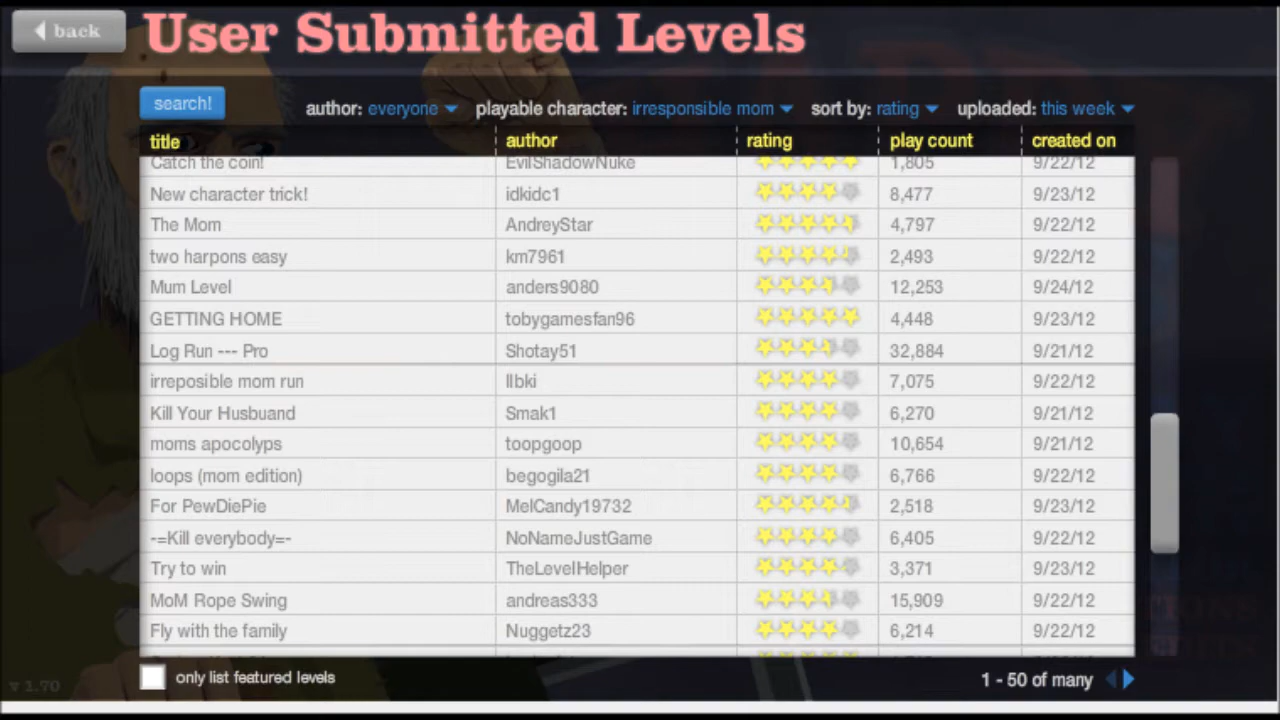 back
User Submitted Levels
search!
author: everyone playable character: irresponsible mom sort by: rating uploaded: this week
title author rating play count created on
Catch the coin! EvilShadowNuke 1,805 9/22/12
New character trick! idkidc1 8,477 9/23/12
The Mom AndreyStar 4,797 9/22/12
two harpons easy km7961 2,493 9/22/12
Mum Level anders9080 12,253 9/24/12
GETTING HOME tobygamesfan96 4,448 9/23/12
Log Run --- Pro Shotay51 32,884 9/21/12
irreposible mom run 7,075 9/22/12
Kill Your Husbuand Smak1 6,270 9/21/12
moms apocolyps toopgoop 10,654 9/21/12
loops (mom edition) begogila21 6,766 9/22/12
For PewDiePie MelCandy19732 2,518 9/23/12
-=Kill everybody=- NoNameJustGame 6,405 9/22/12
Try to win TheLevelHelper 3,371 9/23/12
MoM Rope Swing andreas333 15,909 9/22/12
Fly with the family Nuggetz23 6,214 9/22/12
only list featured levels
1 - 50 of many
v 1.70